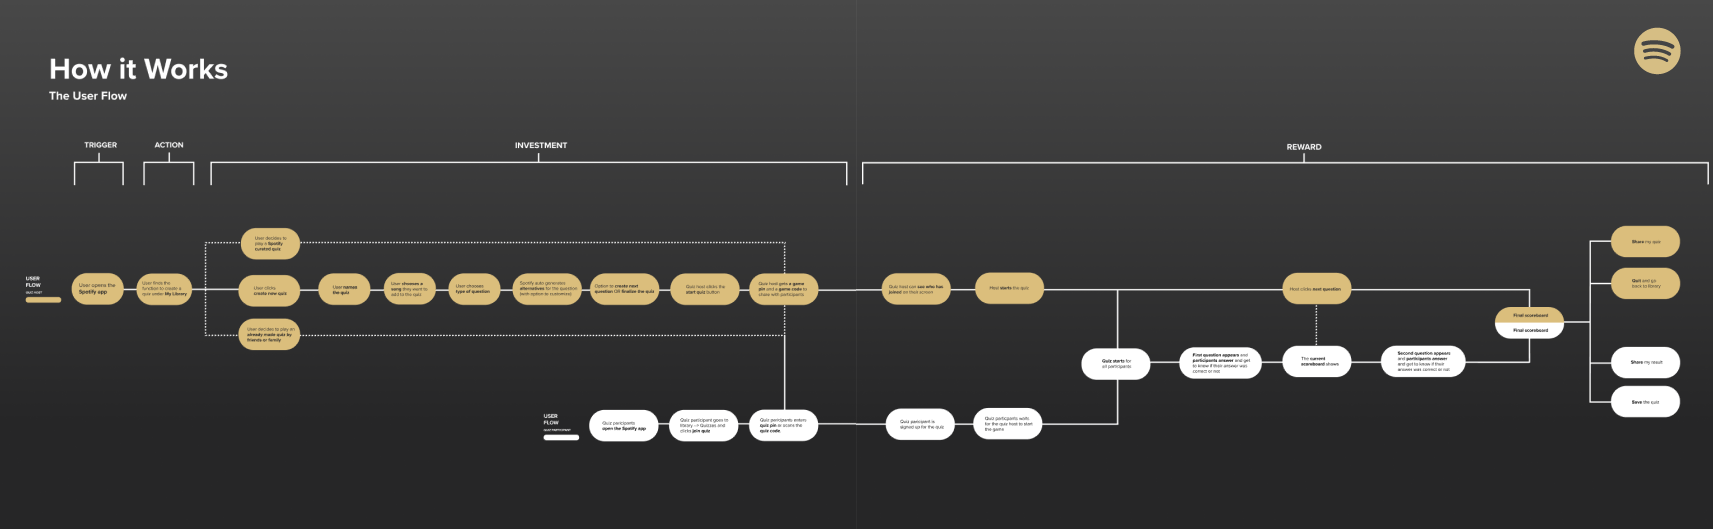 How it Works
The User Flow
TRIGGER
ACTION
INVESTMENT
REWARD
USER
FLOW
QUIZ HOST
User opens the
Spotify app
User finds the
function to create a
quiz under My Library
User decides to
play a Spotify
curated quiz
User clicks
create new quiz
User decides to play an
already made quiz by
friends or family
User names
the quiz
User chooses a
song they want to
add to the quiz
User chooses
type of question
Spotify auto generates
alternatives for the question
(with option to customize)
Option to create next
question OR finalize the quiz
Quiz host clicks the
start quiz button
Quiz host gets a game
pin and a game code to
share with participants
Quiz host can see who has
joined on their screen
Host starts the quiz
Host clicks next question
Final scoreboard
Final scoreboard
Share my quiz
Quit and go
back to library
Share my result
Save the quiz
Quiz starts for
all participants
First question appears and
participants answer and get
to know if their answer was
correct or not
The current
scoreboard shows
Second question appears
and participants answer
and get to know if their
answer was correct or not
USER
FLOW
QUIZ PARTICIPANT
Quiz participants
open the Spotify app
Quiz participant goes to
library -> Quizzes and
clicks join quiz
Quiz participants enters
quiz pin or scans the
quiz code.
Quiz participant is
signed up for the quiz
Quiz participants waits
for the quiz host to start
the game